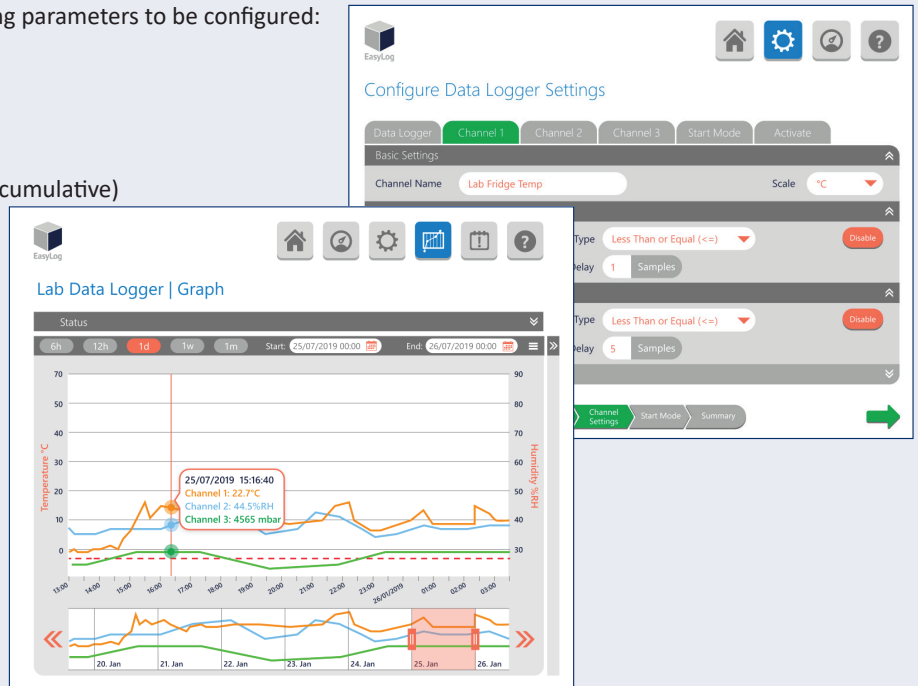 ng parameters to be configured:
cumulative)
EasyLog
Configure Data Logger Settings
Data Logger
Channel 1
Channel 2
Channel 3
Start Mode
Activate
Basic Settings
Channel Name
Lab Fridge Temp
Scale
°C
Type
Less Than or Equal (<=)
Disable
elay
1
Samples
Type
Less Than or Equal (<=)
Disable
elay
5
Samples
Channel
Settings
Start Mode
Summary
EasyLog
Lab Data Logger | Graph
Status
6h
12h
1d
1w
1m
Start:
25/07/2019 00:00
End:
26/07/2019 00:00
70
50
40
30
20
10
0
Temperature °C
90
80
70
60
50
40
30
Humidity %RH
25/07/2019 15:16:40
Channel 1: 22.7°C
Channel 2: 44.5%RH
Channel 3: 4565 mbar
13:00
14:00
15:00
16:00
17:00
18:00
19:00
20:00
21:00
22:00
23:00
26/01/2019
01:00
02:00
03:00
20. Jan
21. Jan
22. Jan
23. Jan
24. Jan
25. Jan
26. Jan